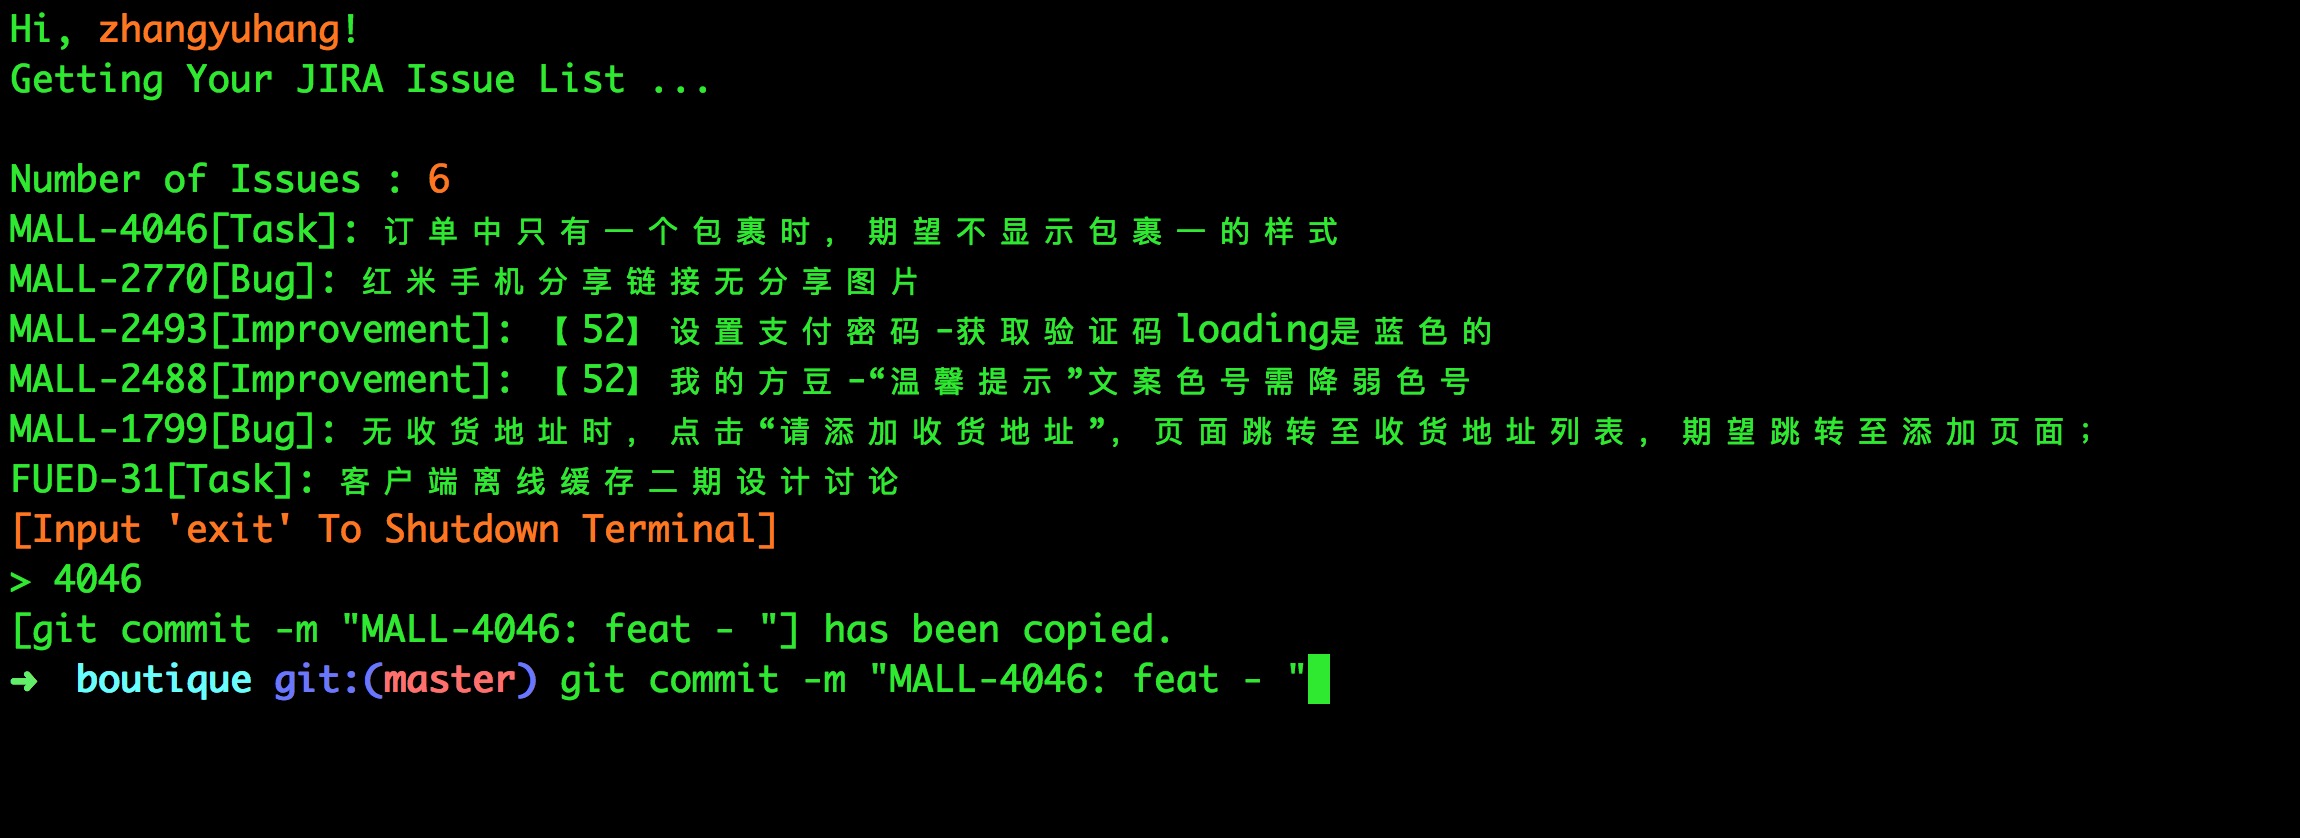 Hi, zhangyuhang!
Getting Your JIRA Issue List ...
Number of Issues : 6
MALL-4046[Task]: 订单中只有一个包裹时，期望不显示包裹一的样式
MALL-2770[Bug]: 红米手机分享链接无分享图片
MALL-2493[Improvement]: 【52】设置支付密码-获取验证码loading是蓝色的
MALL-2488[Improvement]: 【52】我的方豆-“温馨提示”文案色号需降弱色号
MALL-1799[Bug]: 无收货地址时，点击“请添加收货地址”，页面跳转至收货地址列表，期望跳转至添加页面；
FUED-31[Task]: 客户端离线缓存二期设计讨论
[Input 'exit' To Shutdown Terminal]
> 4046
[git commit -m "MALL-4046: feat - "] has been copied.
➜ boutique git:(master) git commit -m "MALL-4046: feat - "